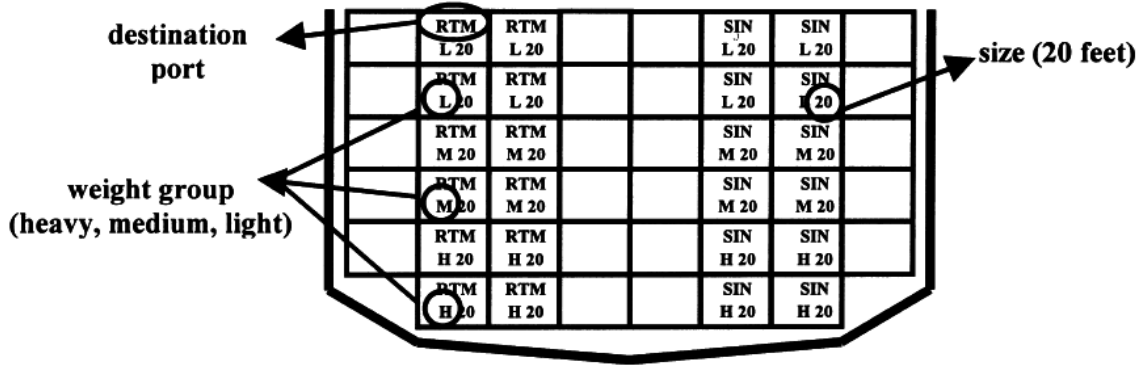 destination
port
weight group
(heavy, medium, light)
size (20 feet)
RTM RTM SIN SIN
L 20 L 20 L 20 L 20
RTM RTM SIN SIN
L 20 L 20 L 20 L 20
RTM RTM SIN SIN
M 20 M 20 M 20 M 20
RTM RTM SIN SIN
M 20 M 20 M 20 M 20
RTM RTM SIN SIN
H 20 H 20 H 20 H 20
RTM RTM SIN SIN
H 20 H 20 H 20 H 20